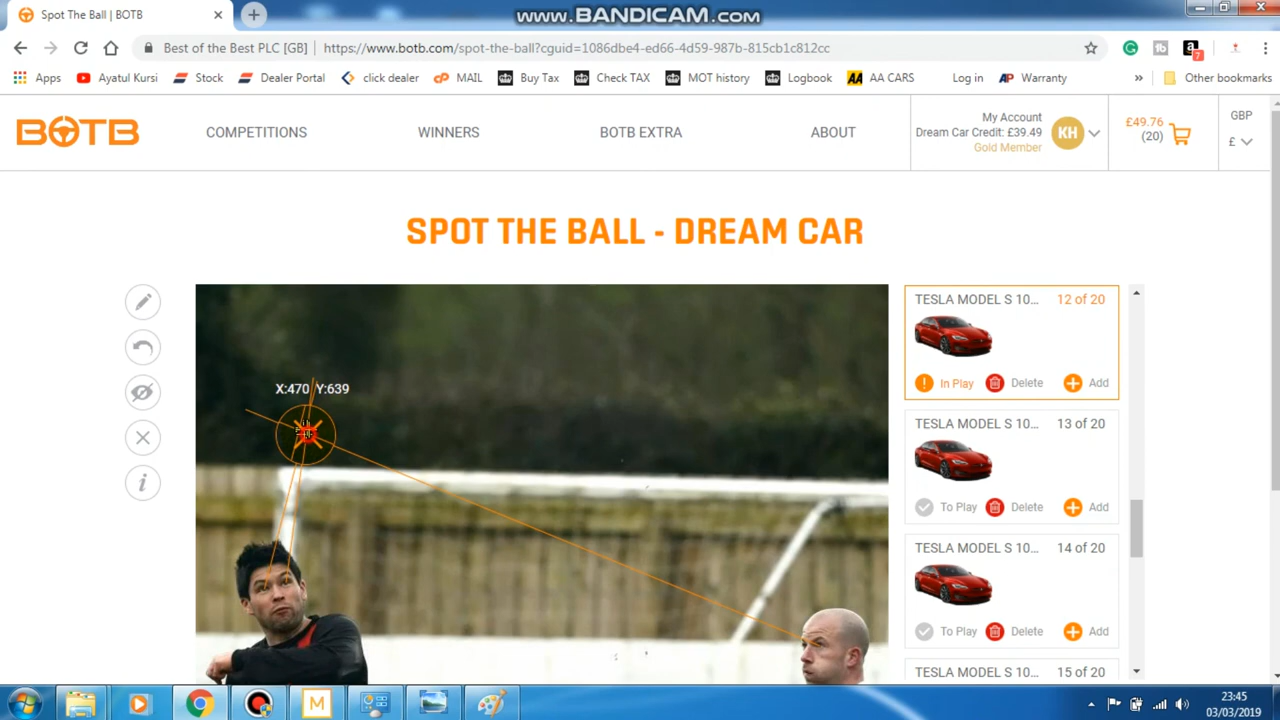 Spot The Ball | BOTB
www.BANDICAM.com
Best of the Best PLC [GB] | https://www.botb.com/spot-the-ball?cguid=1086dbe4-ed66-4d59-987b-815cb1c812cc
Apps Ayatul Kursi Stock Dealer Portal click dealer MAIL Buy Tax Check TAX MOT history Logbook AA CARS Log in Warranty » Other bookmarks
BOTB
COMPETITIONS WINNERS BOTB EXTRA ABOUT
My Account
Dream Car Credit: £39.49
Gold Member
KH
£49.76
(20)
GBP
£
SPOT THE BALL - DREAM CAR
X:470 Y:639
TESLA MODEL S 10... 12 of 20
In Play Delete Add
TESLA MODEL S 10... 13 of 20
To Play Delete Add
TESLA MODEL S 10... 14 of 20
To Play Delete Add
TESLA MODEL S 10... 15 of 20
23:45
03/03/2019